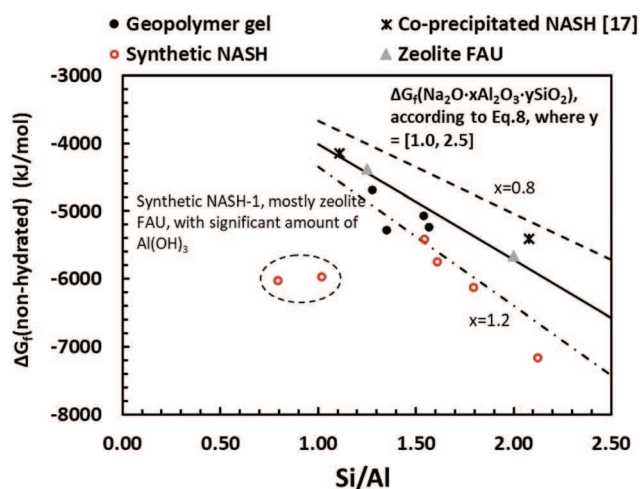 Geopolymer gel
Co-precipitated NASH [17]
Synthetic NASH
Zeolite FAU
ΔGf(non-hydrated) (kJ/mol)
-3000
-4000
-5000
-6000
-7000
-8000
ΔGf(Na2O·xAl2O3·ySiO2),
according to Eq.8, where y
= [1.0, 2.5]
x=0.8
Synthetic NASH-1, mostly zeolite
FAU, with significant amount of
Al(OH)3
x=1.2
0.00
0.50
1.00
1.50
2.00
2.50
Si/Al